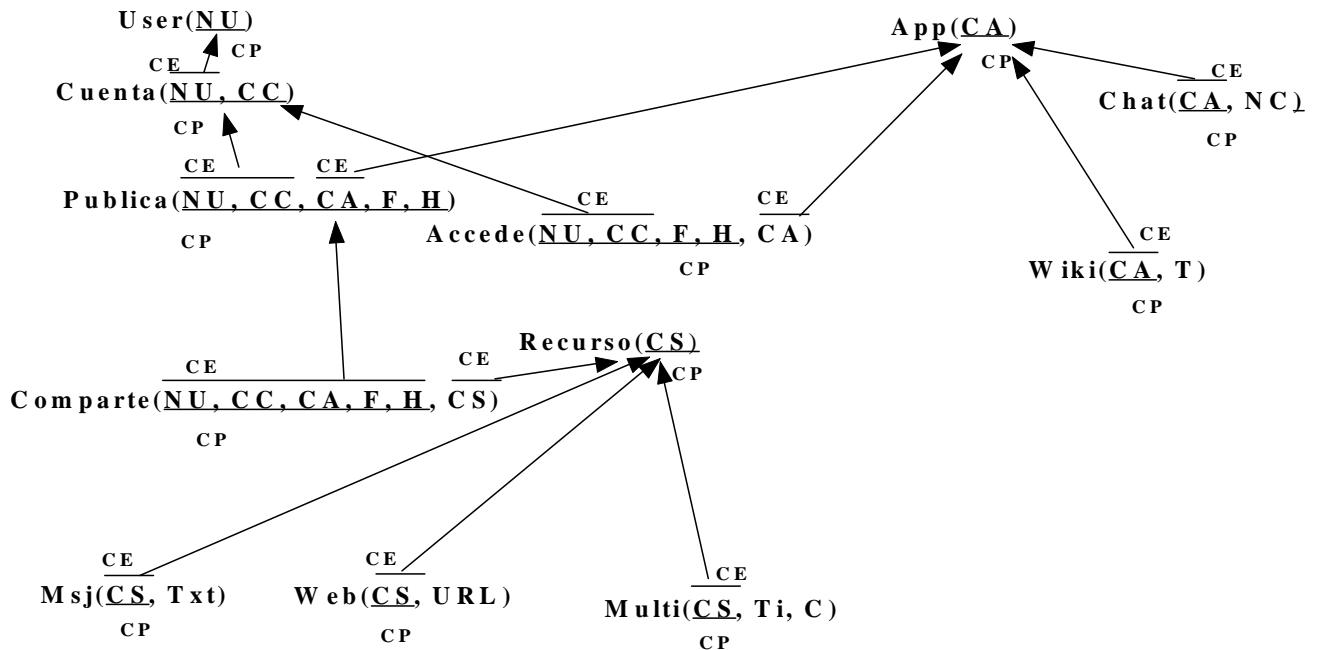 User(NU)
CP
App(CA)
CP
CE
Cuenta(NU, CC)
CP
CE
Chat(CA, NC)
CP
CE CE
Publica(NU, CC, CA, F, H)
CP
CE CE
Accede(NU, CC, F, H, CA)
CP
CE
Wiki(CA, T)
CP
Recurso(CS)
CP
CE CE
Comparte(NU, CC, CA, F, H, CS)
CP
CE
Msj(CS, Txt)
CP
CE
Web(CS, URL)
CP
CE
Multi(CS, Ti, C)
CP